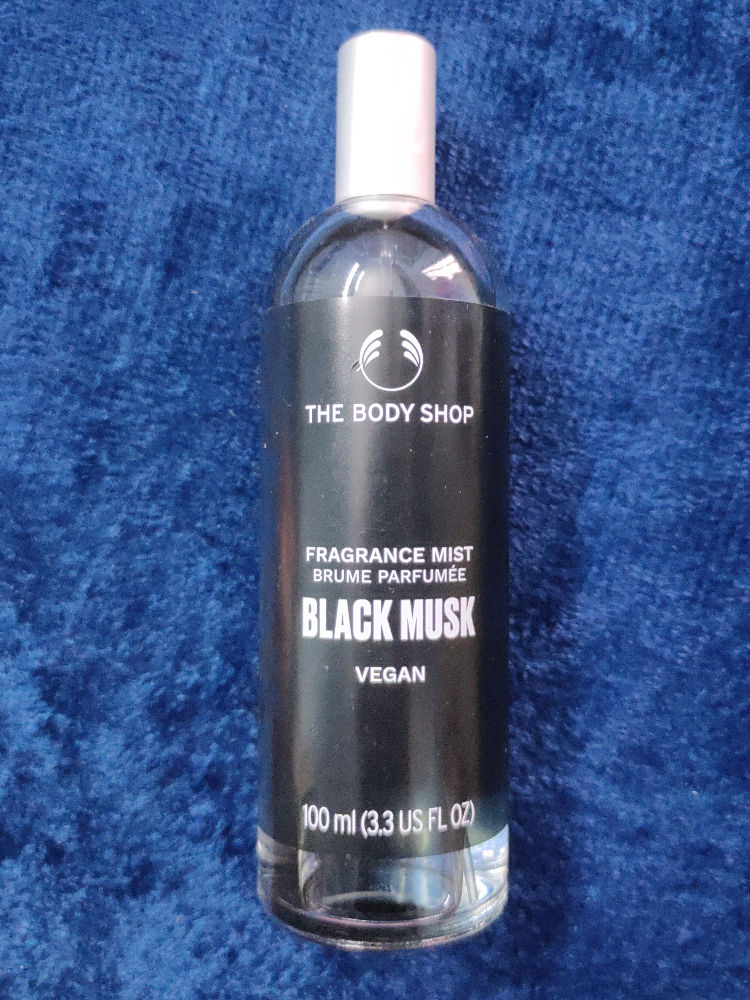 THE BODY SHOP
FRAGRANCE MIST
BRUME PARFUMÉE
BLACK MUSK
VEGAN
100 ml (3.3 US FL OZ)